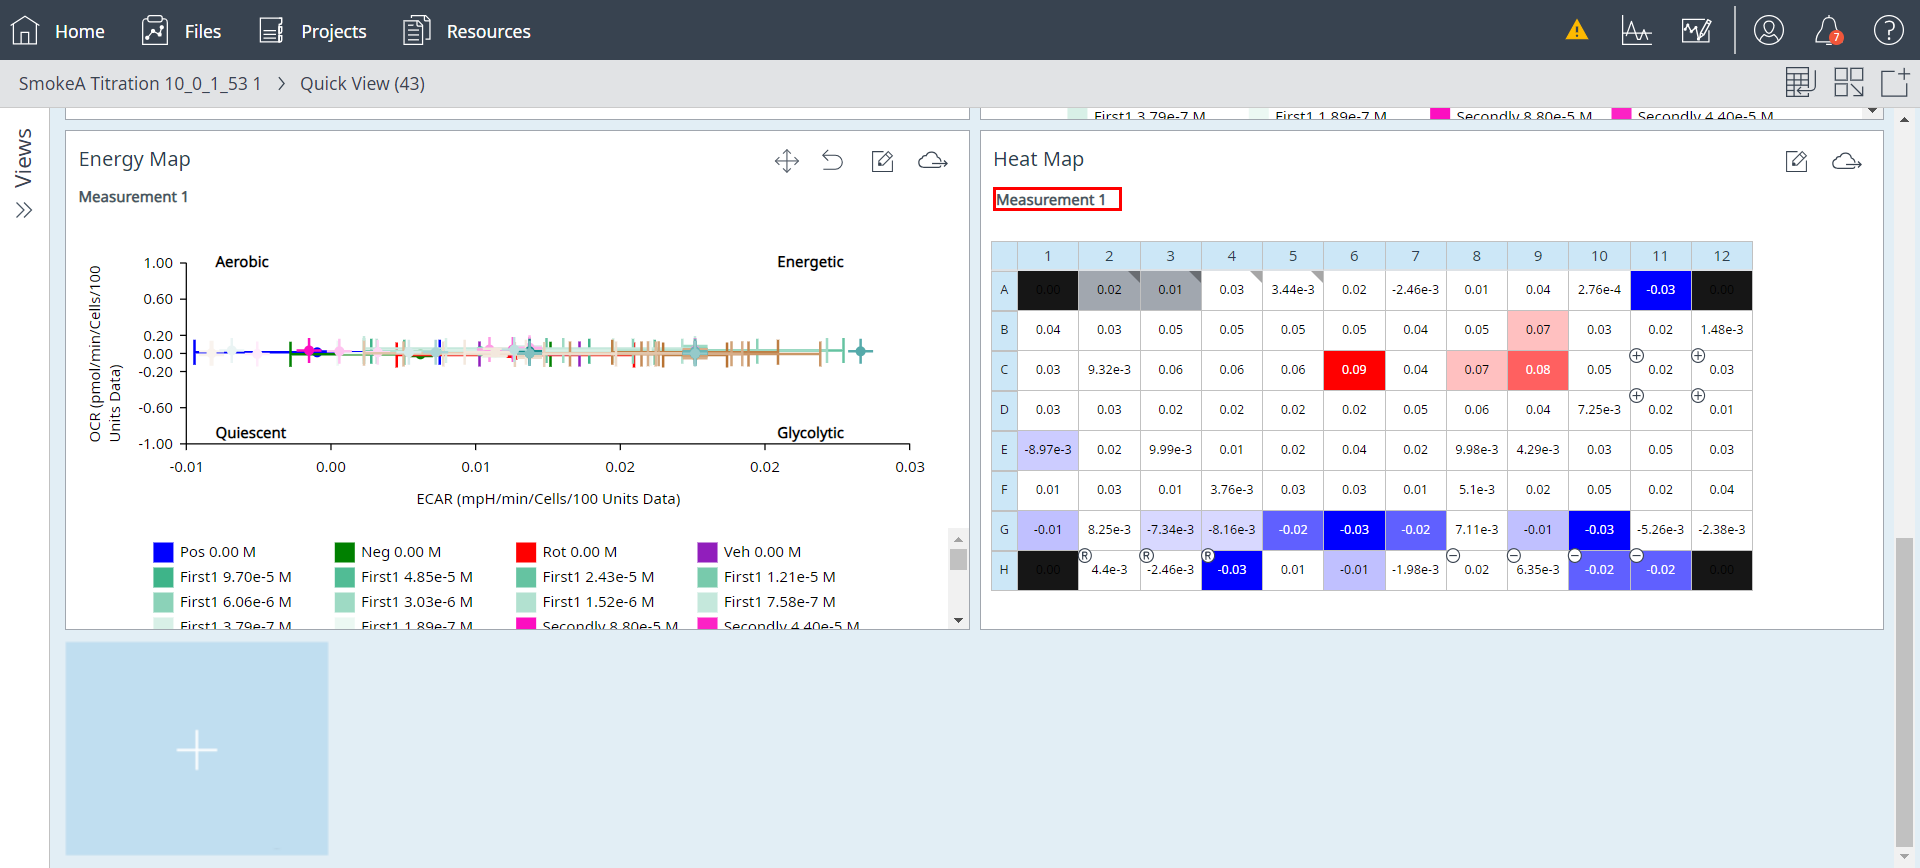 Home Files Projects Resources 7 ?
SmokeA Titration 10_0_1_53 1 > Quick View (43)
Views
First1 3.79e-7 M First1 1.89e-7 M Secondly 8.80e-5 M Secondly 4.40e-5 M
Energy Map
Measurement 1
OCR (pmol/min/Cells/100 Units Data)
1.00
0.60
0.20
0.00
-0.20
-0.60
-1.00
Aerobic Energetic
Quiescent Glycolytic
-0.01 0.00 0.01 0.02 0.02 0.03
ECAR (mpH/min/Cells/100 Units Data)
Pos 0.00 M Neg 0.00 M Rot 0.00 M Veh 0.00 M
First1 9.70e-5 M First1 4.85e-5 M First1 2.43e-5 M First1 1.21e-5 M
First1 6.06e-6 M First1 3.03e-6 M First1 1.52e-6 M First1 7.58e-7 M
First1 3.79e-7 M First1 1.89e-7 M Secondly 8.80e-5 M Secondly 4.40e-5 M
Heat Map
Measurement 1
1 2 3 4 5 6 7 8 9 10 11 12
A 0.00 0.02 0.01 0.03 3.44e-3 0.02 -2.46e-3 0.01 0.04 2.76e-4 -0.03 0.00
B 0.04 0.03 0.05 0.05 0.05 0.05 0.04 0.05 0.07 0.03 0.02 1.48e-3
C 0.03 9.32e-3 0.06 0.06 0.06 0.09 0.04 0.07 0.08 0.05 0.02 0.03
D 0.03 0.03 0.02 0.02 0.02 0.02 0.05 0.06 0.04 7.25e-3 0.02 0.01
E -8.97e-3 0.02 9.99e-3 0.01 0.02 0.04 0.02 9.98e-3 4.29e-3 0.03 0.05 0.03
F 0.01 0.03 0.01 3.76e-3 0.03 0.03 0.01 5.1e-3 0.02 0.05 0.02 0.04
G -0.01 8.25e-3 -7.34e-3 -8.16e-3 -0.02 -0.03 -0.02 7.11e-3 -0.01 -0.03 -5.26e-3 -2.38e-3
R R R
H 0.00 4.4e-3 -2.46e-3 -0.03 0.01 -0.01 -1.98e-3 0.02 6.35e-3 -0.02 -0.02 0.00